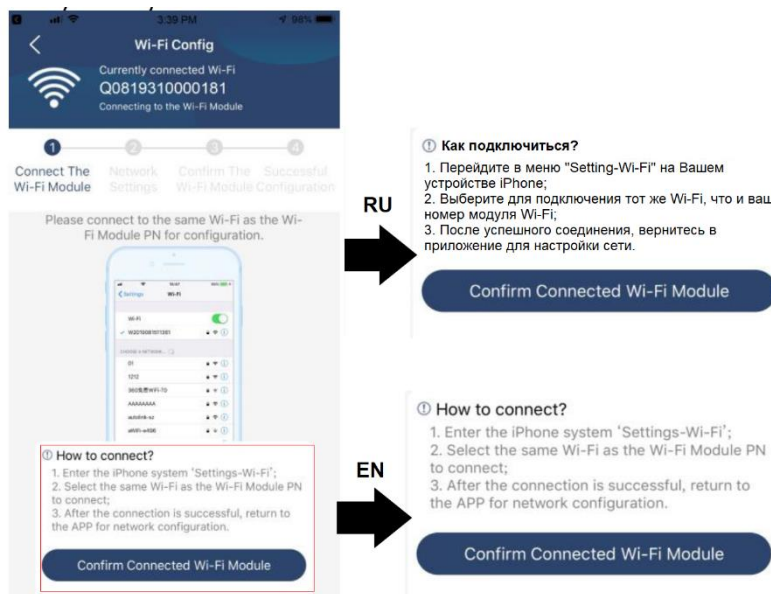 3:39 PM
98%
Wi-Fi Config
Currently connected Wi-Fi
Q0819310000181
Connecting to the Wi-Fi Module
1
2
3
4
Connect The
Wi-Fi Module
Network
Settings
Confirm The
Wi-Fi Module
Successful
Configuration
Please connect to the same Wi-Fi as the Wi-
Fi Module PN for configuration.
Settings
Wi-Fi
Wi-Fi
01
1212
AAAAAAAA
How to connect?
1. Enter the iPhone system 'Settings-Wi-Fi';
2. Select the same Wi-Fi as the Wi-Fi Module PN
to connect;
3. After the connection is successful, return to
the APP for network configuration.
Confirm Connected Wi-Fi Module
RU
Как подключиться?
1. Перейдите в меню "Setting-Wi-Fi" на Вашем
устройстве iPhone;
2. Выберите для подключения тот же Wi-Fi, что и ваш
номер модуля Wi-Fi;
3. После успешного соединения, вернитесь в
приложение для настройки сети.
Confirm Connected Wi-Fi Module
EN
How to connect?
1. Enter the iPhone system 'Settings-Wi-Fi';
2. Select the same Wi-Fi as the Wi-Fi Module PN
to connect;
3. After the connection is successful, return to
the APP for network configuration.
Confirm Connected Wi-Fi Module